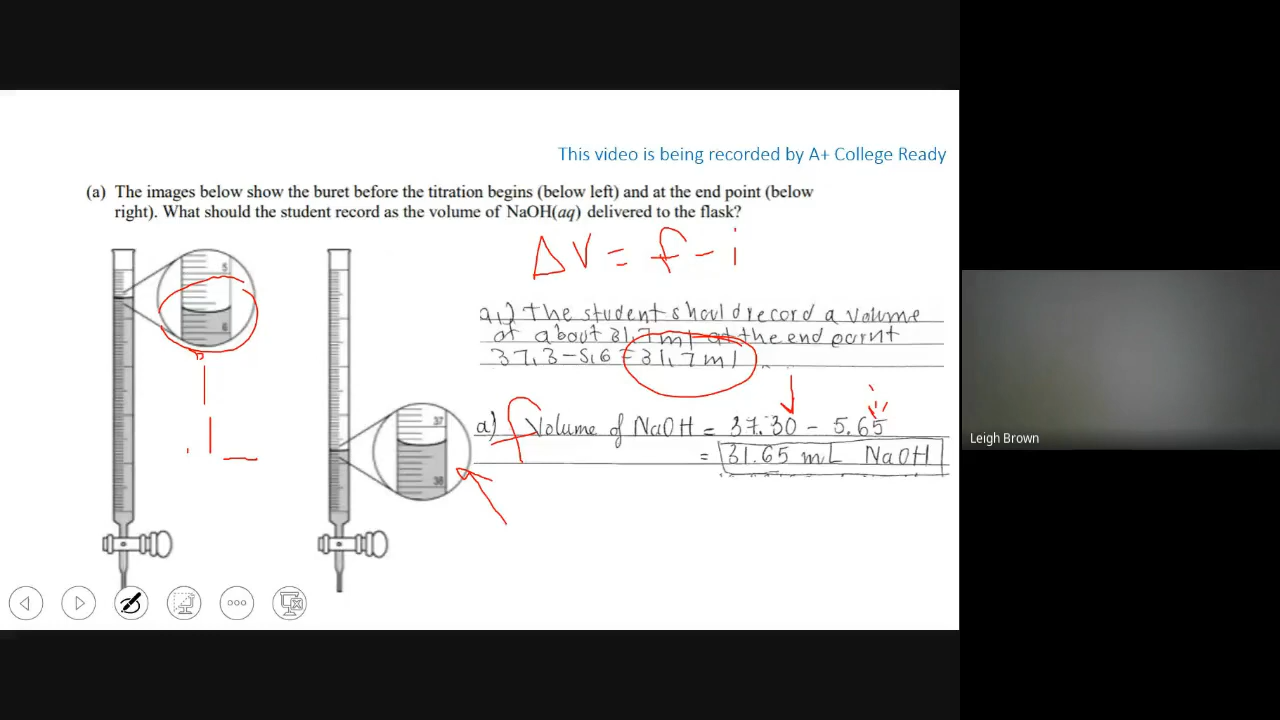 This video is being recorded by A+ College Ready
(a) The images below show the buret before the titration begins (below left) and at the end point (below
right). What should the student record as the volume of NaOH(aq) delivered to the flask?
5
6
37
38
ΔV = f - i
a.) the student should record a volume
of about 31.7 ml at the end point
37.3-5.6 = 31.7 ml
f
a) Volume of NaOH = 37.30 - 5.65
= 31.65 mL NaOH
.1_
Leigh Brown